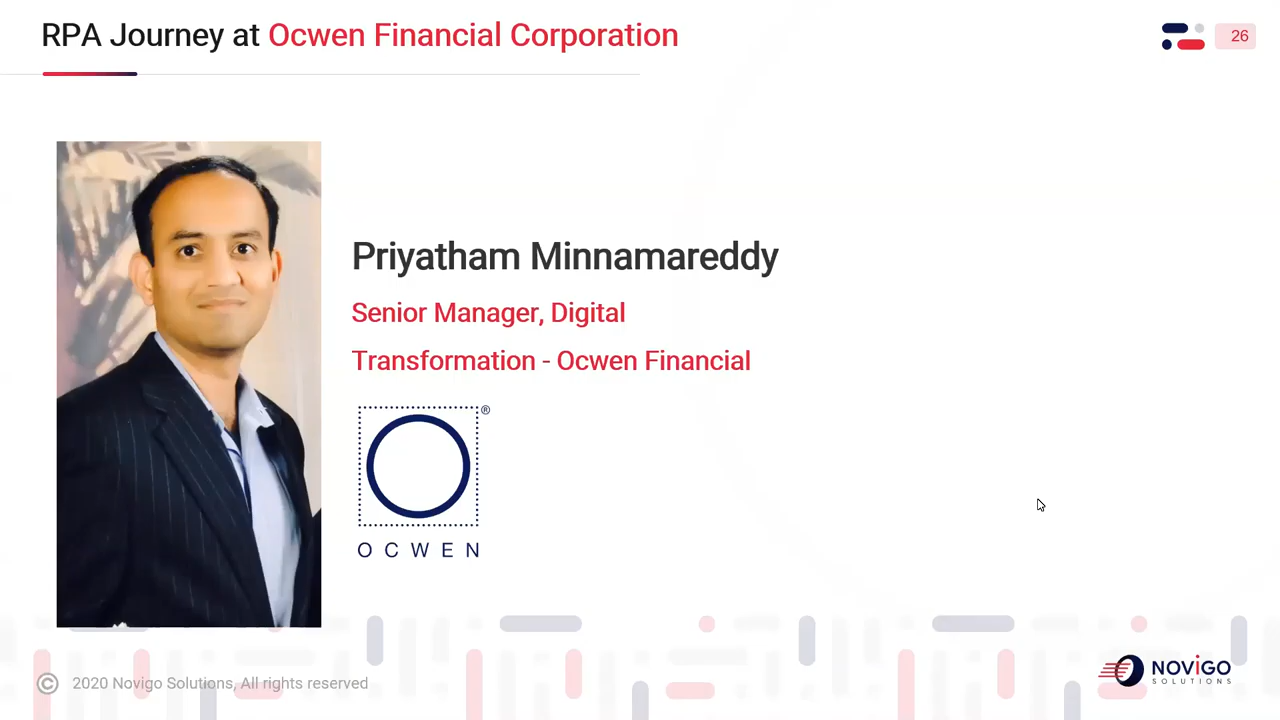 RPA Journey at Ocwen Financial Corporation
26
Priyatham Minnamareddy
Senior Manager, Digital
Transformation - Ocwen Financial
®
OCWEN
© 2020 Novigo Solutions, All rights reserved
NOViGO
SOLUTIONS